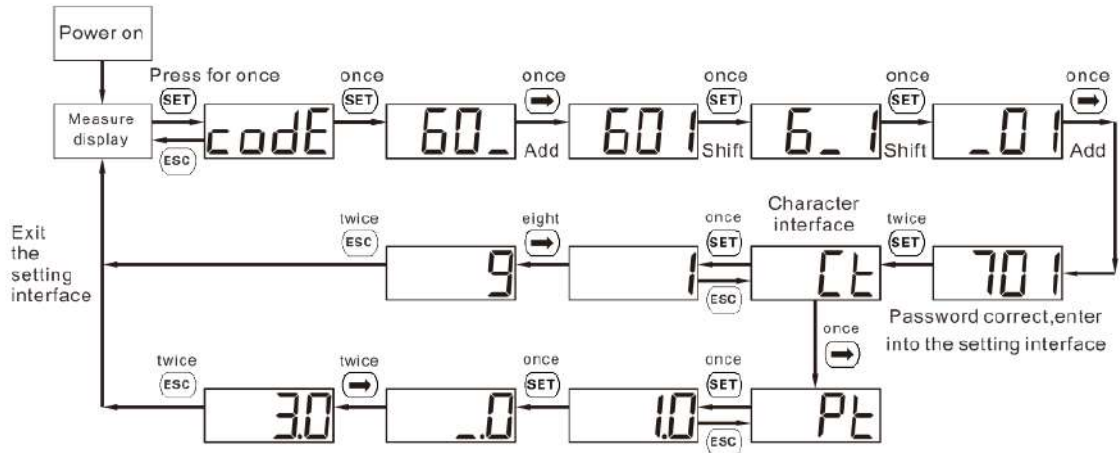 Power on
Press for once
once
once
once
once
once
SET
SET
➡
SET
SET
➡
Measure
display
codE
60_
601
6_1
_01
ESC
Add
Shift
Shift
Add
Character
interface
twice
eight
once
twice
ESC
➡
SET
SET
Exit
the
setting
interface
9
1
Ct
701
ESC
Password correct,enter
into the setting interface
once
➡
twice
twice
once
once
ESC
➡
SET
SET
3.0
_.0
1.0
Pt
ESC